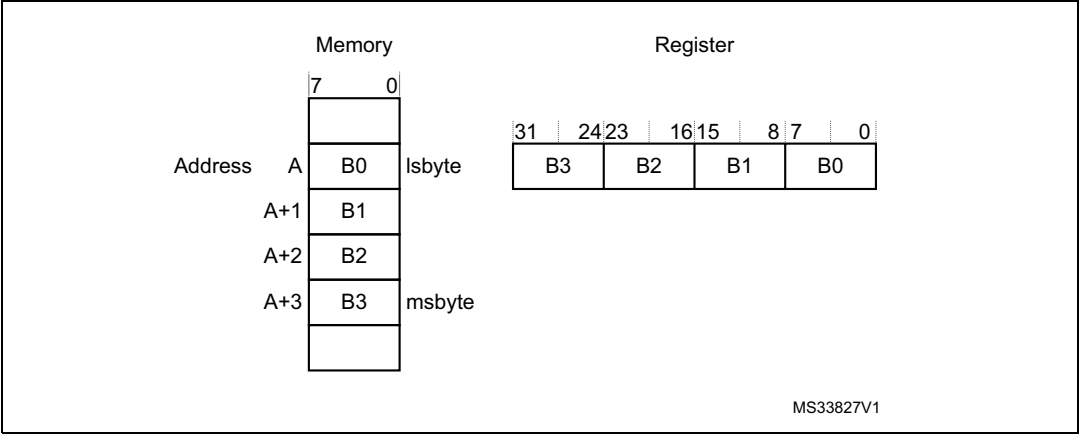 Memory Register
7 0
31 24 23 16 15 8 7 0
Address A B0 lsbyte B3 B2 B1 B0
A+1 B1
A+2 B2
A+3 B3 msbyte
MS33827V1